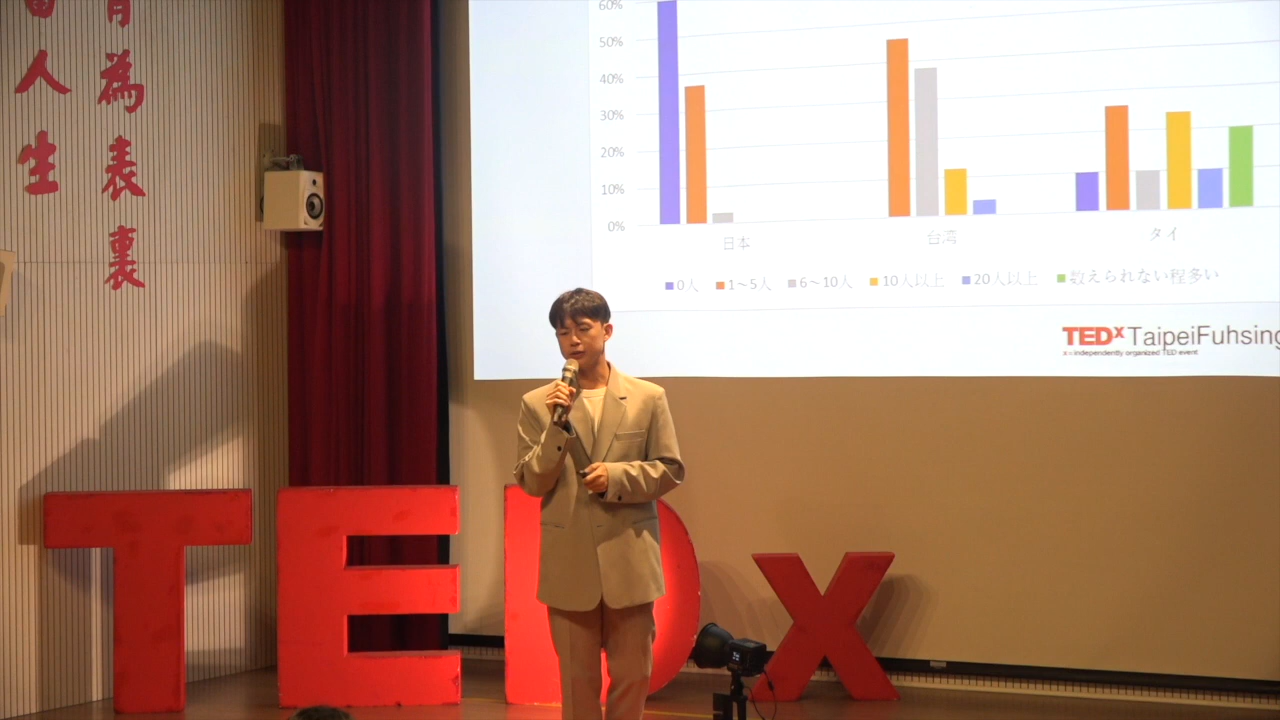 為表裏
人生
60%
50%
40%
30%
20%
10%
0%
日本 台湾 タイ
0人 1～5人 6～10人 10人以上 20人以上 数えられない程多い
TEDx TaipeiFuhsing
x = independently organized TED event
TEDx